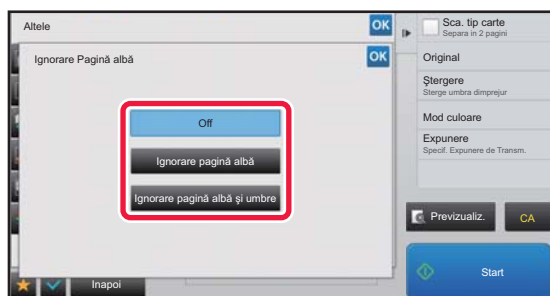 Altele
OK
Ignorare Pagină albă
OK
Off
Ignorare pagină albă
Ignorare pagină albă şi umbre
Inapoi
Sca. tip carte
Separa in 2 pagini
Original
Ştergere
Sterge umbra dimprejur
Mod culoare
Expunere
Specif. Expunere de Transm.
Previzualiz.
CA
Start